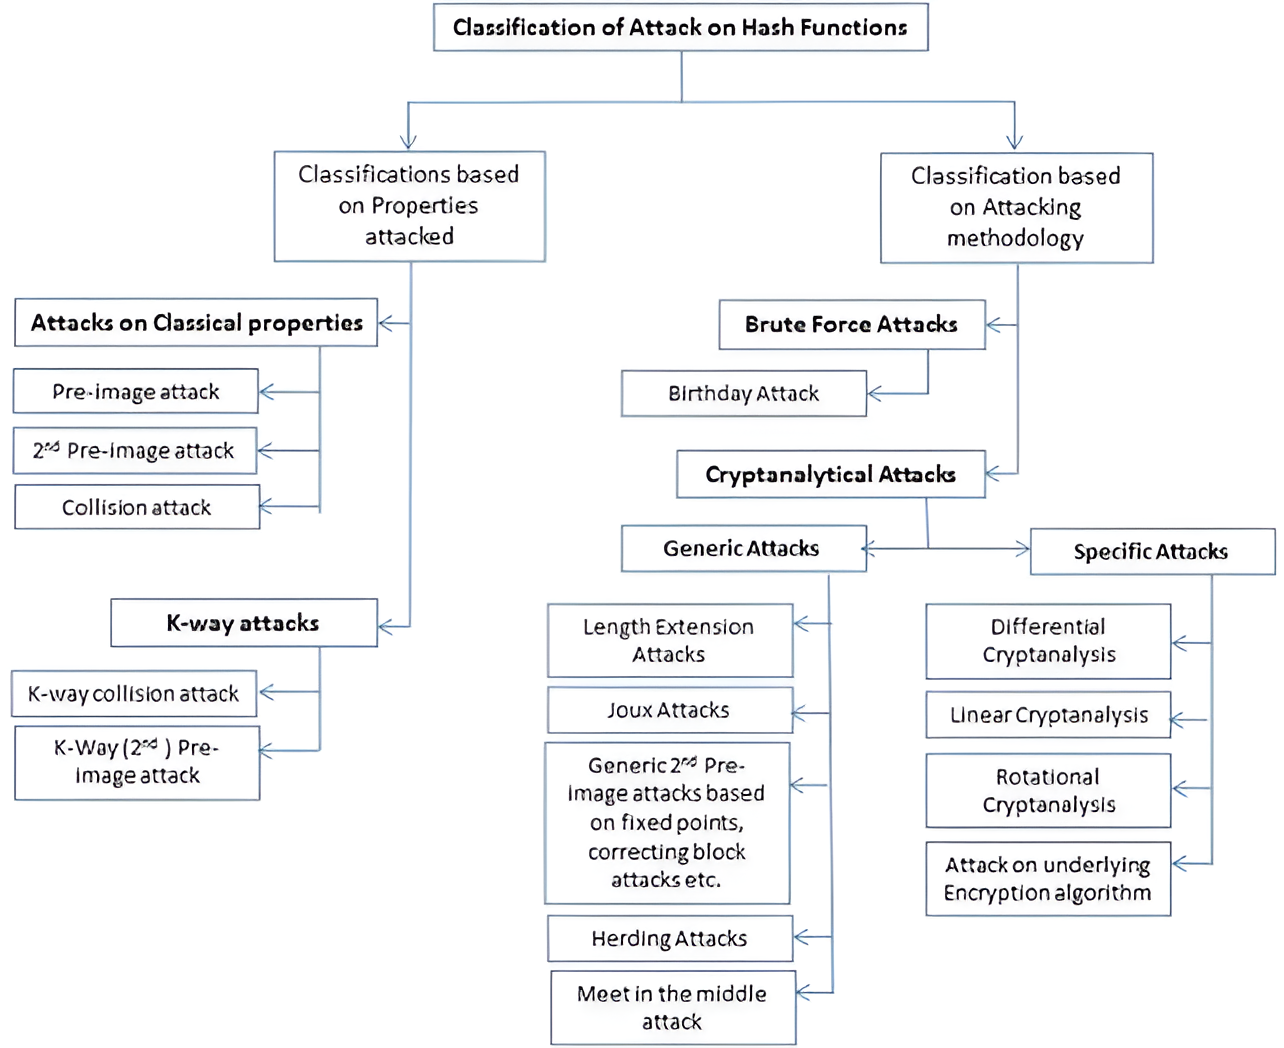 Classification of Attack on Hash Functions
Classifications based
on Properties
attacked
Classification based
on Attacking
methodology
Attacks on Classical properties
Pre-image attack
2nd Pre-image attack
Collision attack
K-way attacks
K-way collision attack
K-Way (2nd ) Pre-
image attack
Brute Force Attacks
Birthday Attack
Cryptanalytical Attacks
Generic Attacks
Length Extension
Attacks
Joux Attacks
Generic 2nd Pre-
image attacks based
on fixed points,
correcting block
attacks etc.
Herding Attacks
Meet in the middle
attack
Specific Attacks
Differential
Cryptanalysis
Linear Cryptanalysis
Rotational
Cryptanalysis
Attack on underlying
Encryption algorithm